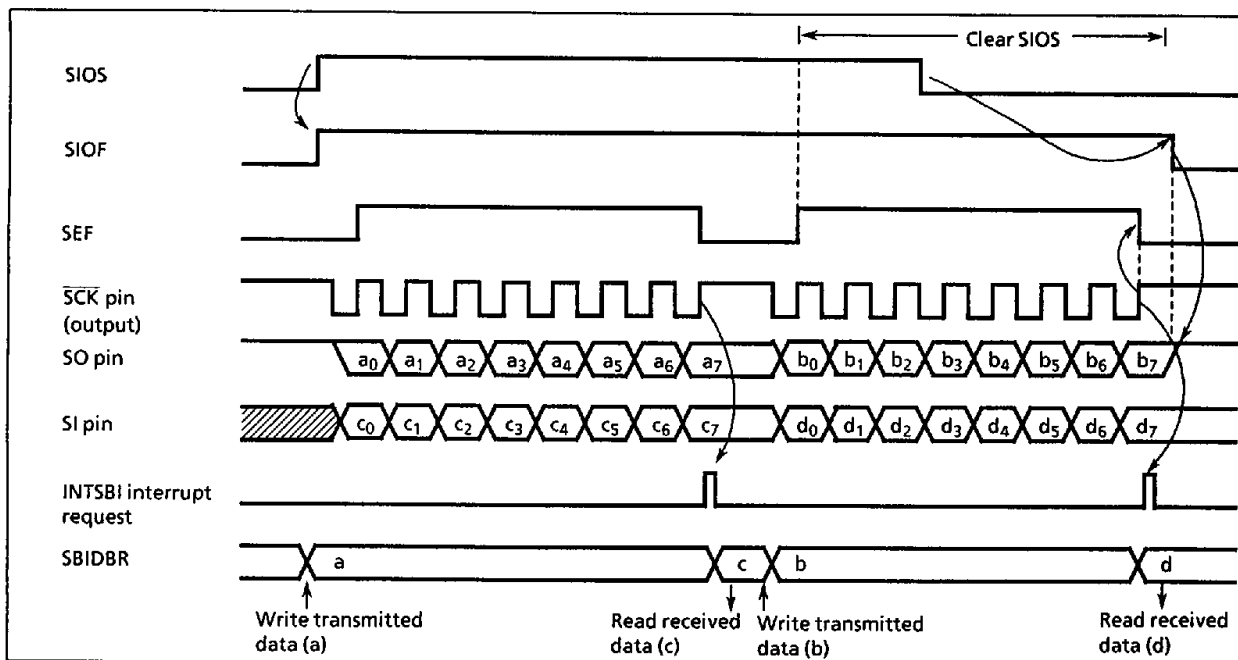 Clear SIOS
SIOS
SIOF
SEF
SCK pin
(output)
SO pin a0 a1 a2 a3 a4 a5 a6 a7 b0 b1 b2 b3 b4 b5 b6 b7
SI pin c0 c1 c2 c3 c4 c5 c6 c7 d0 d1 d2 d3 d4 d5 d6 d7
INTSBI interrupt
request
SBIDBR a c b d
Write transmitted
data (a)
Read received
data (c)
Write transmitted
data (b)
Read received
data (d)